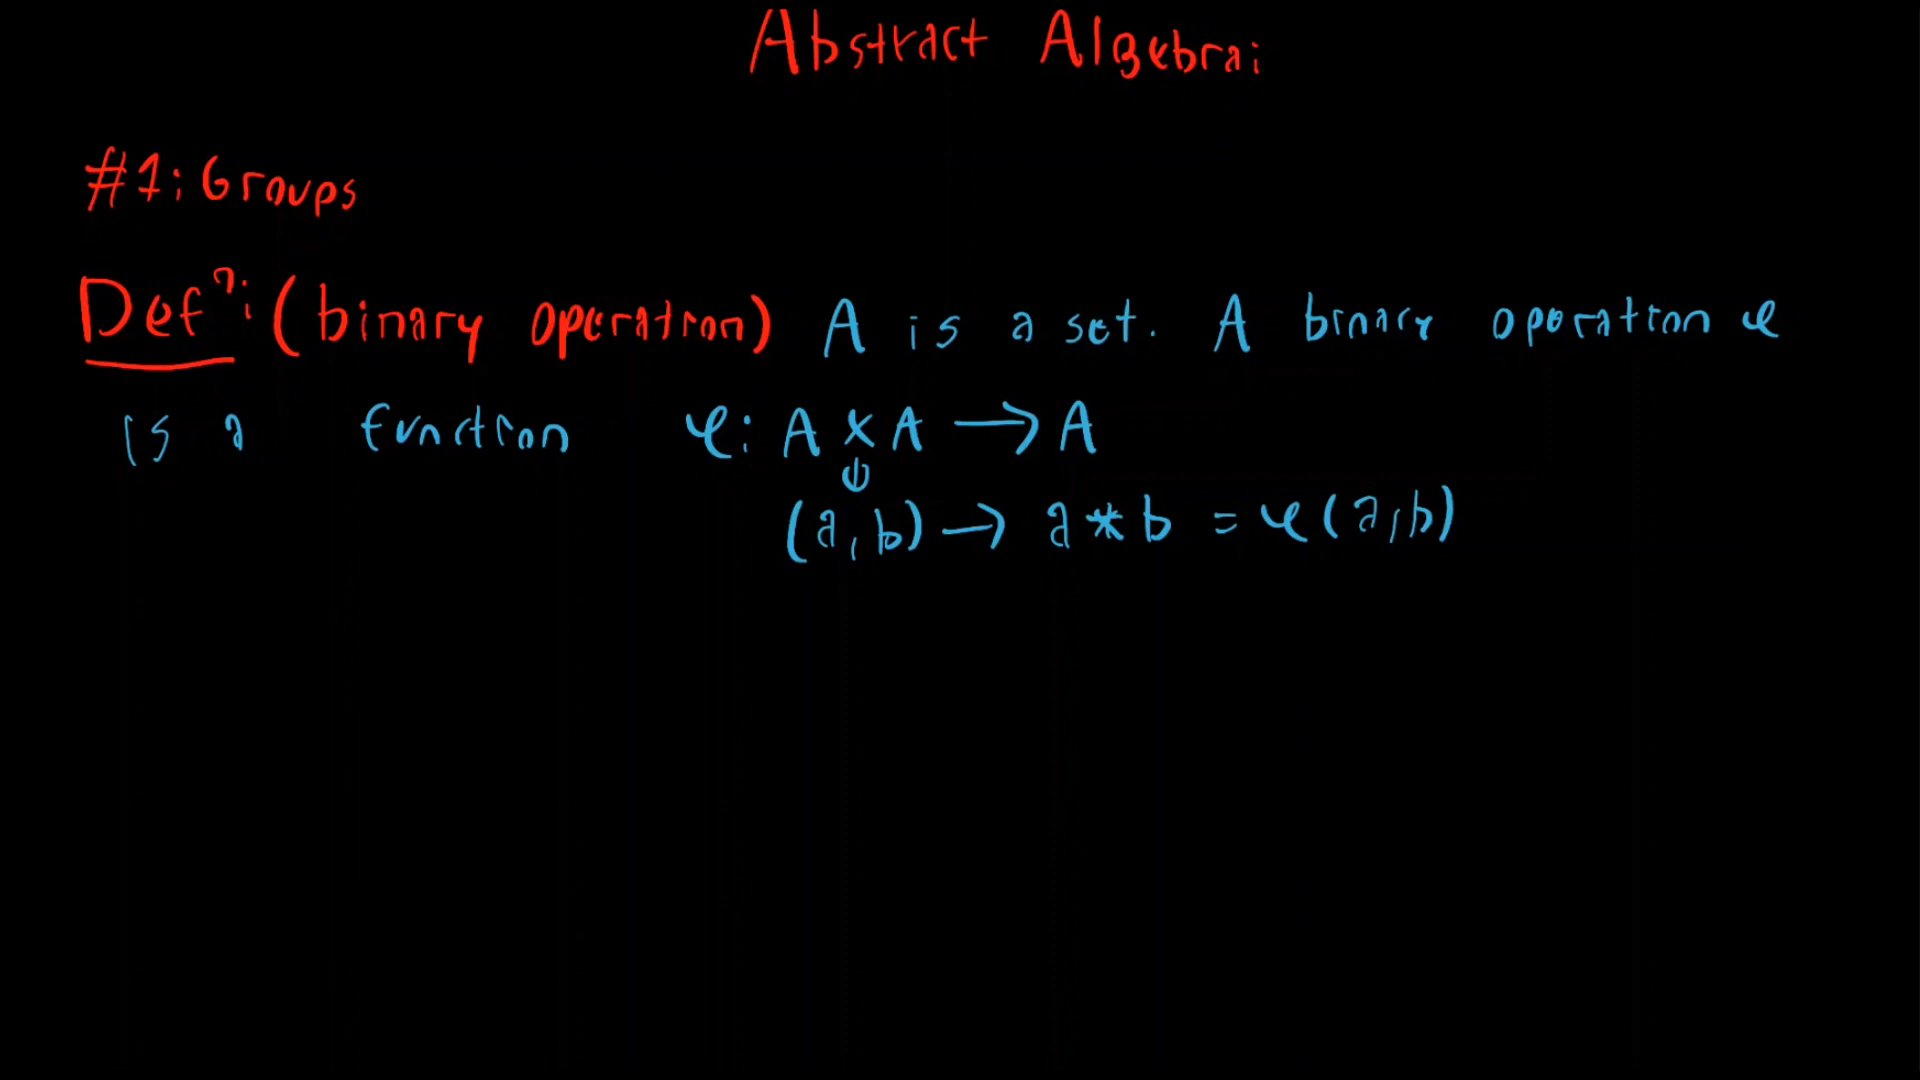 Abstract Algebra:
#1: Groups
Defⁿ: (binary operation) A is a set. A binary operation φ
is a function φ: A × A → A
(a,b) → a * b = φ(a,b)